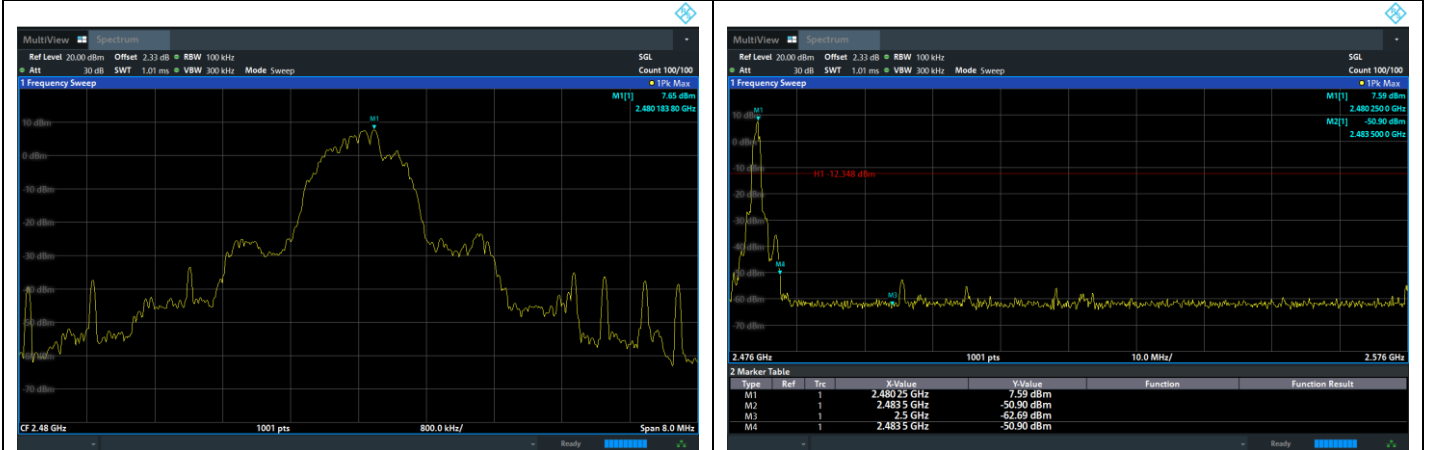 MultiView Spectrum
Ref Level 20.00 dBm Offset 2.33 dB RBW 100 kHz SGL
Att 30 dB SWT 1.01 ms VBW 300 kHz Mode Sweep Count 100/100
1 Frequency Sweep 1Pk Max
M1[1] 7.65 dBm
2.480 183 80 GHz
M1
10 dBm
0 dBm
-10 dBm
-20 dBm
-30 dBm
-40 dBm
-50 dBm
-60 dBm
-70 dBm
CF 2.48 GHz 1001 pts 800.0 kHz/ Span 8.0 MHz
Ready
MultiView Spectrum
Ref Level 20.00 dBm Offset 2.33 dB RBW 100 kHz SGL
Att 30 dB SWT 1.01 ms VBW 300 kHz Mode Sweep Count 100/100
1 Frequency Sweep 1Pk Max
M1[1] 7.59 dBm
2.480 250 0 GHz
M2[1] -50.90 dBm
2.483 500 0 GHz
M1
10 dBm
0 dBm
-10 dBm
H1 -12.348 dBm
-20 dBm
-30 dBm
-40 dBm
M4
-50 dBm
M3
-60 dBm
-70 dBm
2.476 GHz 1001 pts 10.0 MHz/ 2.576 GHz
2 Marker Table
Type Ref Trc X-Value Y-Value Function Function Result
M1 1 2.480 25 GHz 7.59 dBm
M2 1 2.483 5 GHz -50.90 dBm
M3 1 2.5 GHz -62.69 dBm
M4 1 2.483 5 GHz -50.90 dBm
Ready